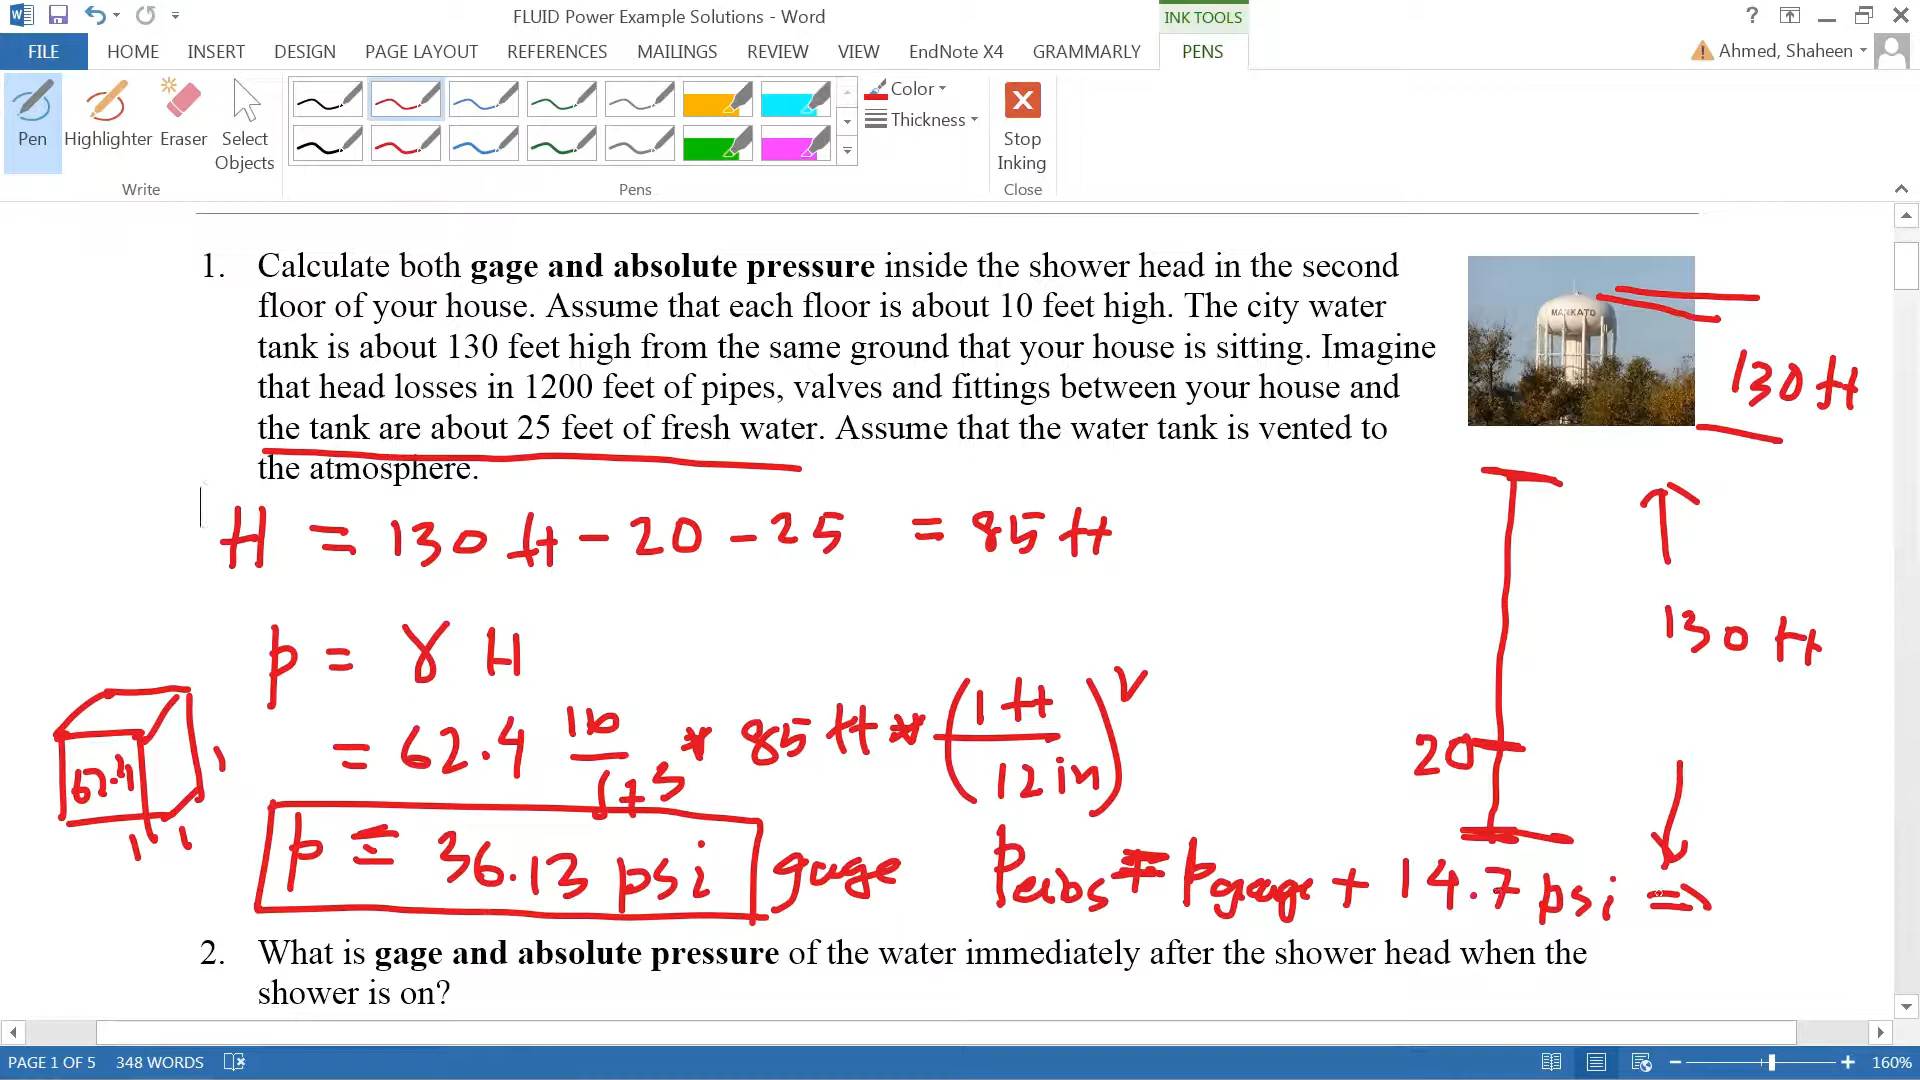 FLUID Power Example Solutions - Word
INK TOOLS
?
FILE HOME INSERT DESIGN PAGE LAYOUT REFERENCES MAILINGS REVIEW VIEW EndNote X4 GRAMMARLY PENS
Ahmed, Shaheen
Pen
Highlighter
Eraser
Select
Objects
Color
Thickness
Stop
Inking
Write
Pens
Close
1. Calculate both gage and absolute pressure inside the shower head in the second
floor of your house. Assume that each floor is about 10 feet high. The city water
tank is about 130 feet high from the same ground that your house is sitting. Imagine
that head losses in 1200 feet of pipes, valves and fittings between your house and
the tank are about 25 feet of fresh water. Assume that the water tank is vented to
the atmosphere.
MANKATO
130 ft
H = 130 ft - 20 - 25 = 85 ft
130 ft
p = γ H
= 62.4 lb/ft3 * 85 ft * (1 ft/12 in)2
62.4
1
1 1
20
p = 36.13 psi gage
Pabs = Pgage + 14.7 psi ⇒
2. What is gage and absolute pressure of the water immediately after the shower head when the
shower is on?
PAGE 1 OF 5 348 WORDS
160%